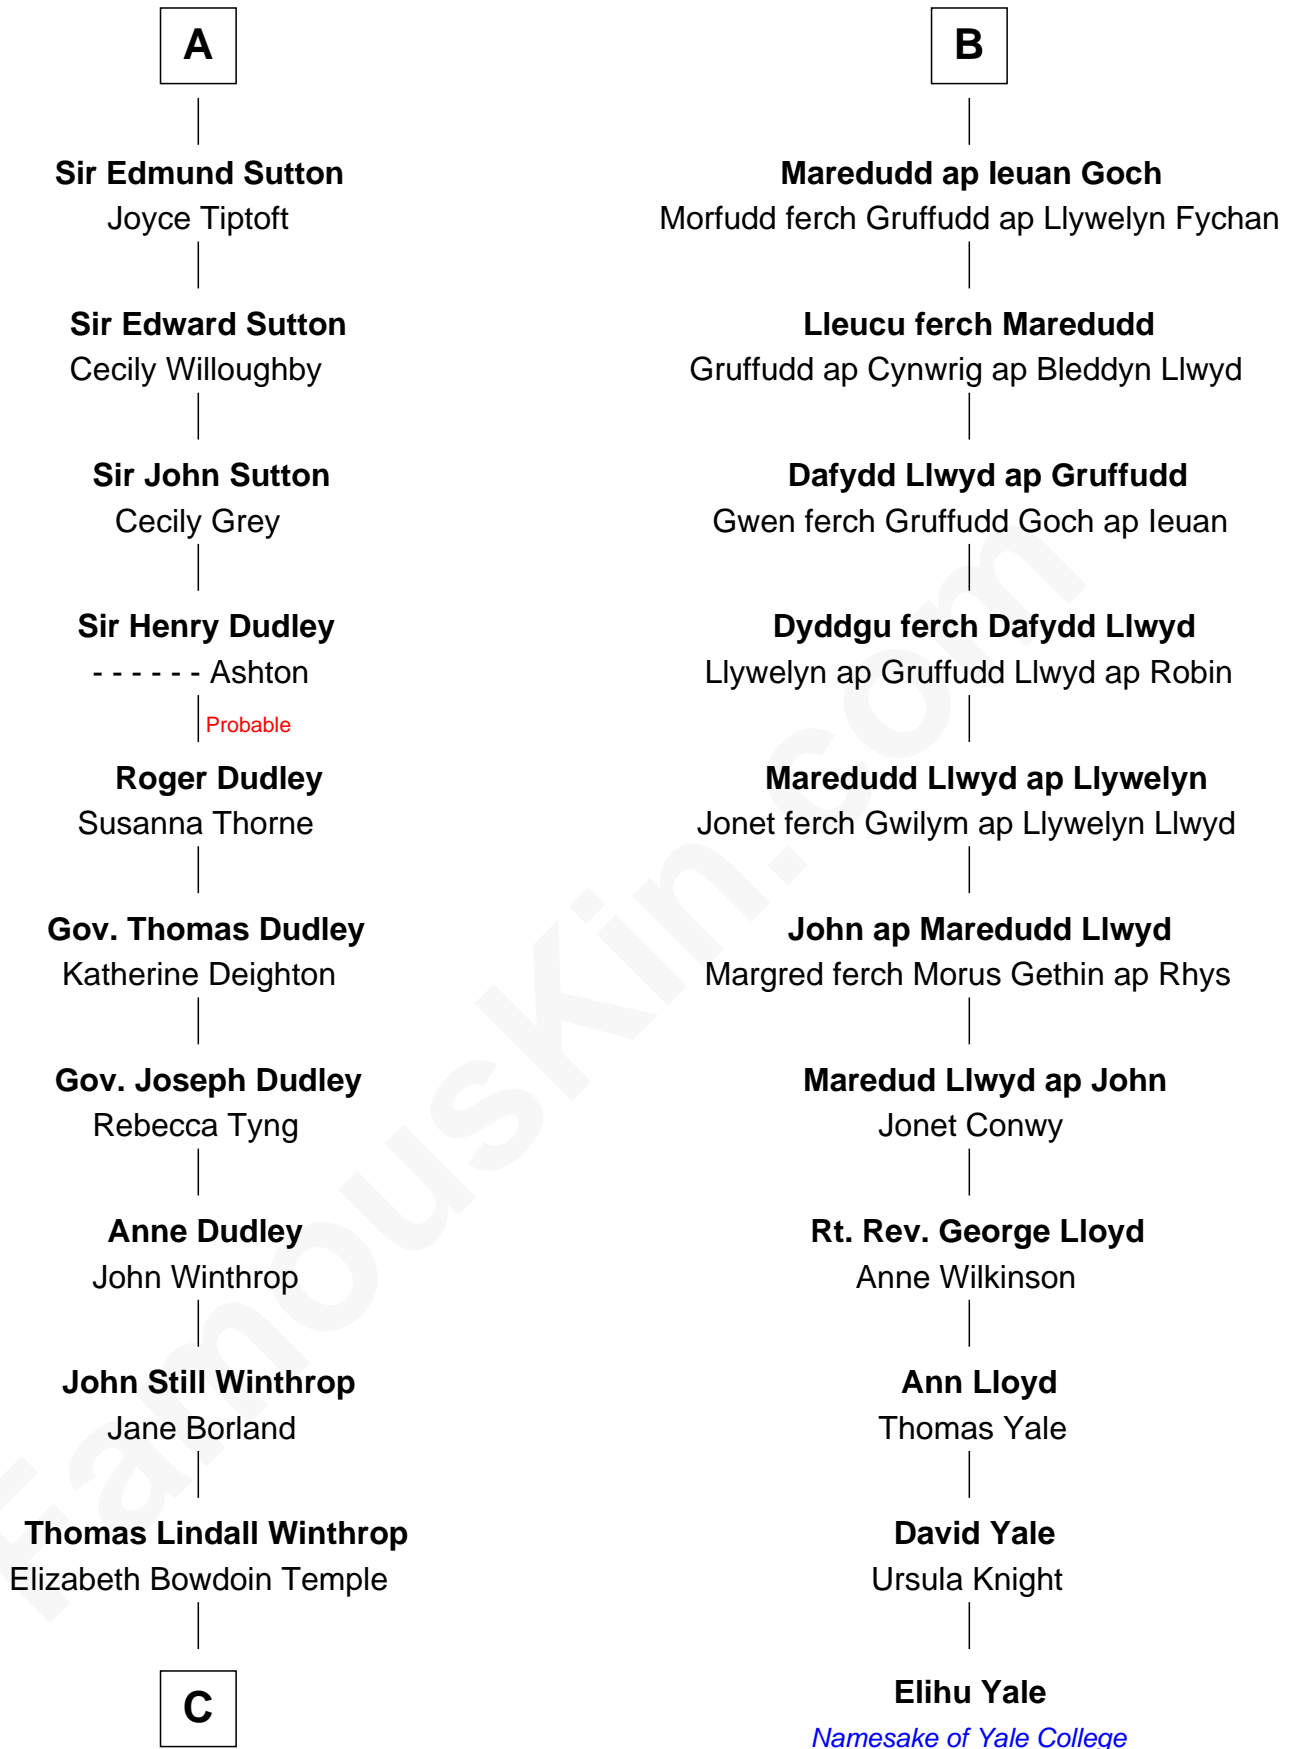 A
Sir Edmund Sutton
Joyce Tiptoft
Sir Edward Sutton
Cecily Willoughby
Sir John Sutton
Cecily Grey
Sir Henry Dudley
- - - - - - Ashton
Probable
Roger Dudley
Susanna Thorne
Gov. Thomas Dudley
Katherine Deighton
Gov. Joseph Dudley
Rebecca Tyng
Anne Dudley
John Winthrop
John Still Winthrop
Jane Borland
Thomas Lindall Winthrop
Elizabeth Bowdoin Temple
C
B
Maredudd ap Ieuan Goch
Morfudd ferch Gruffudd ap Llywelyn Fychan
Lleucu ferch Maredudd
Gruffudd ap Cynwrig ap Bleddyn Llwyd
Dafydd Llwyd ap Gruffudd
Gwen ferch Gruffudd Goch ap Ieuan
Dyddgu ferch Dafydd Llwyd
Llywelyn ap Gruffudd Llwyd ap Robin
Maredudd Llwyd ap Llywelyn
Jonet ferch Gwilym ap Llywelyn Llwyd
John ap Maredudd Llwyd
Margred ferch Morus Gethin ap Rhys
Maredud Llwyd ap John
Jonet Conwy
Rt. Rev. George Lloyd
Anne Wilkinson
Ann Lloyd
Thomas Yale
David Yale
Ursula Knight
Elihu Yale
Namesake of Yale College
FamousKin.com